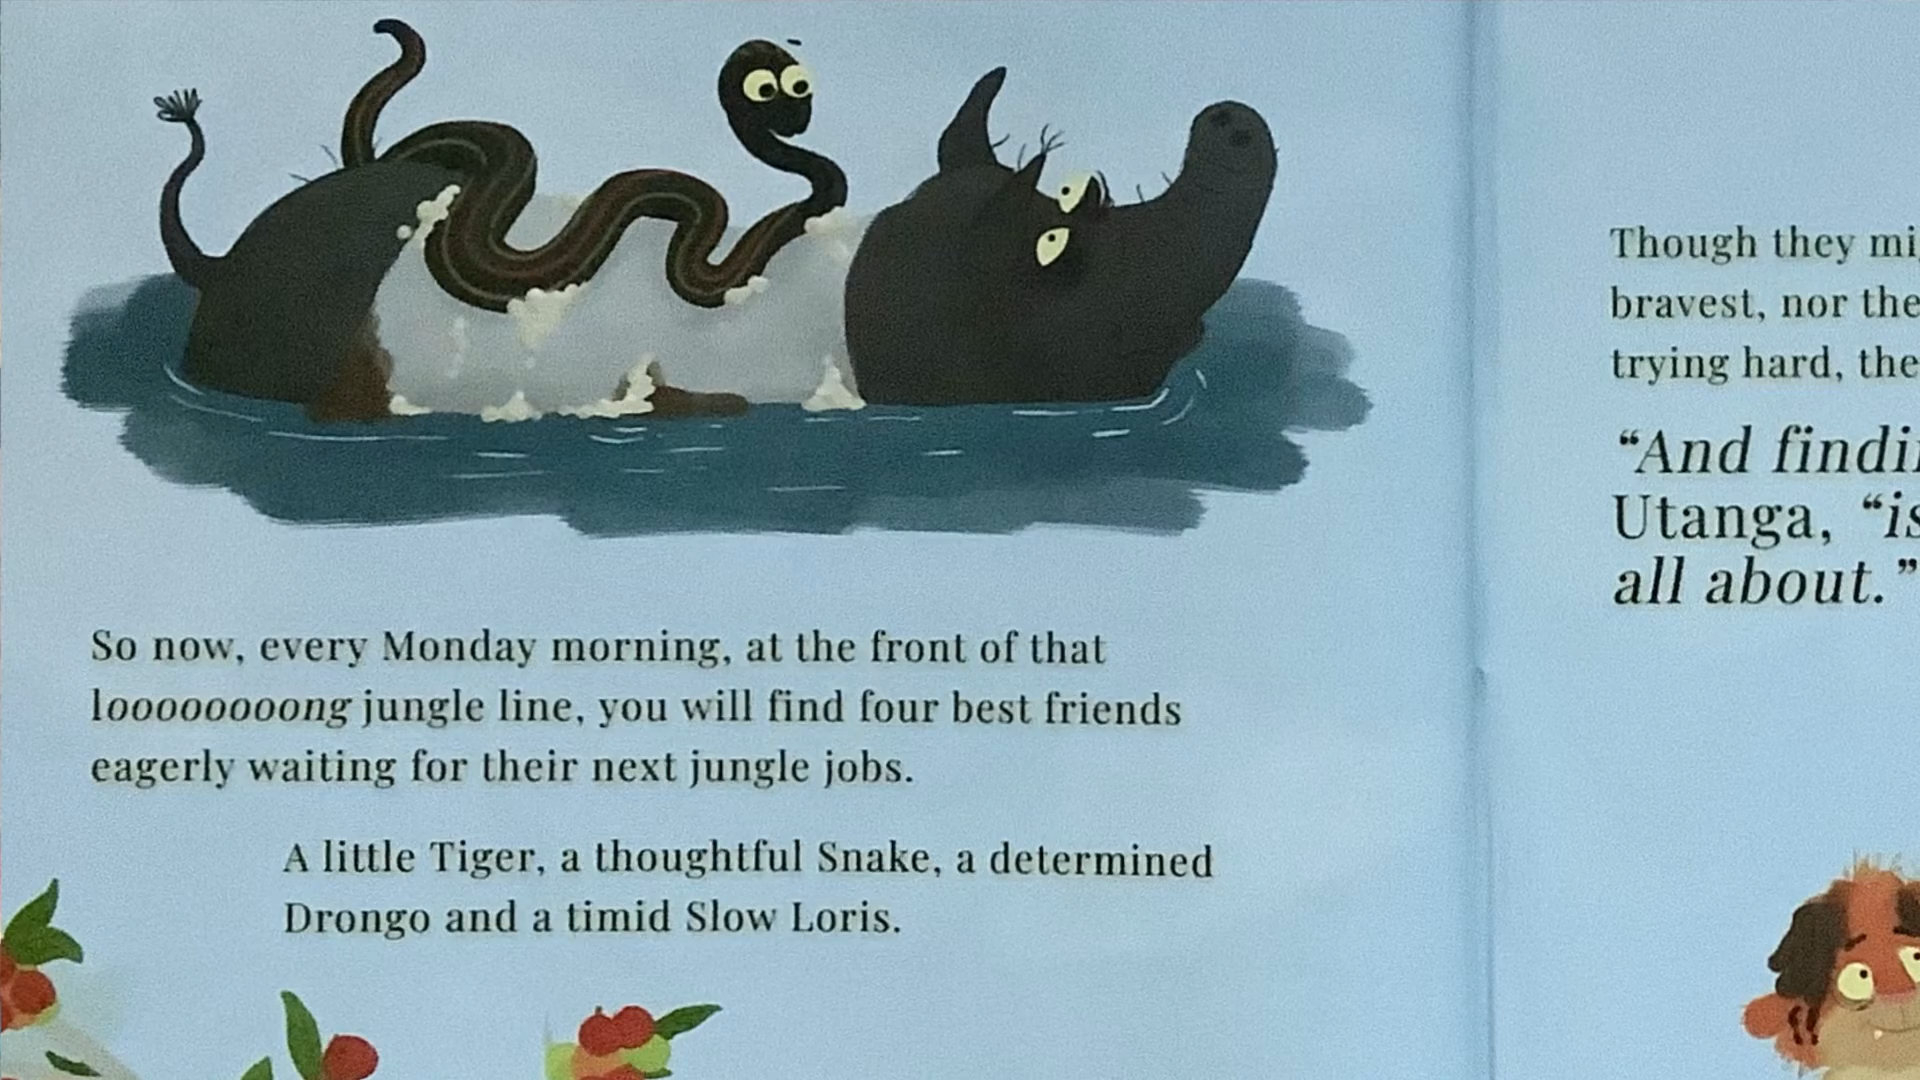 So now, every Monday morning, at the front of that
looooooooong jungle line, you will find four best friends
eagerly waiting for their next jungle jobs.
A little Tiger, a thoughtful Snake, a determined
Drongo and a timid Slow Loris.
Though they
bravest, nor the
trying hard,
“And
Utanga,
all about.”